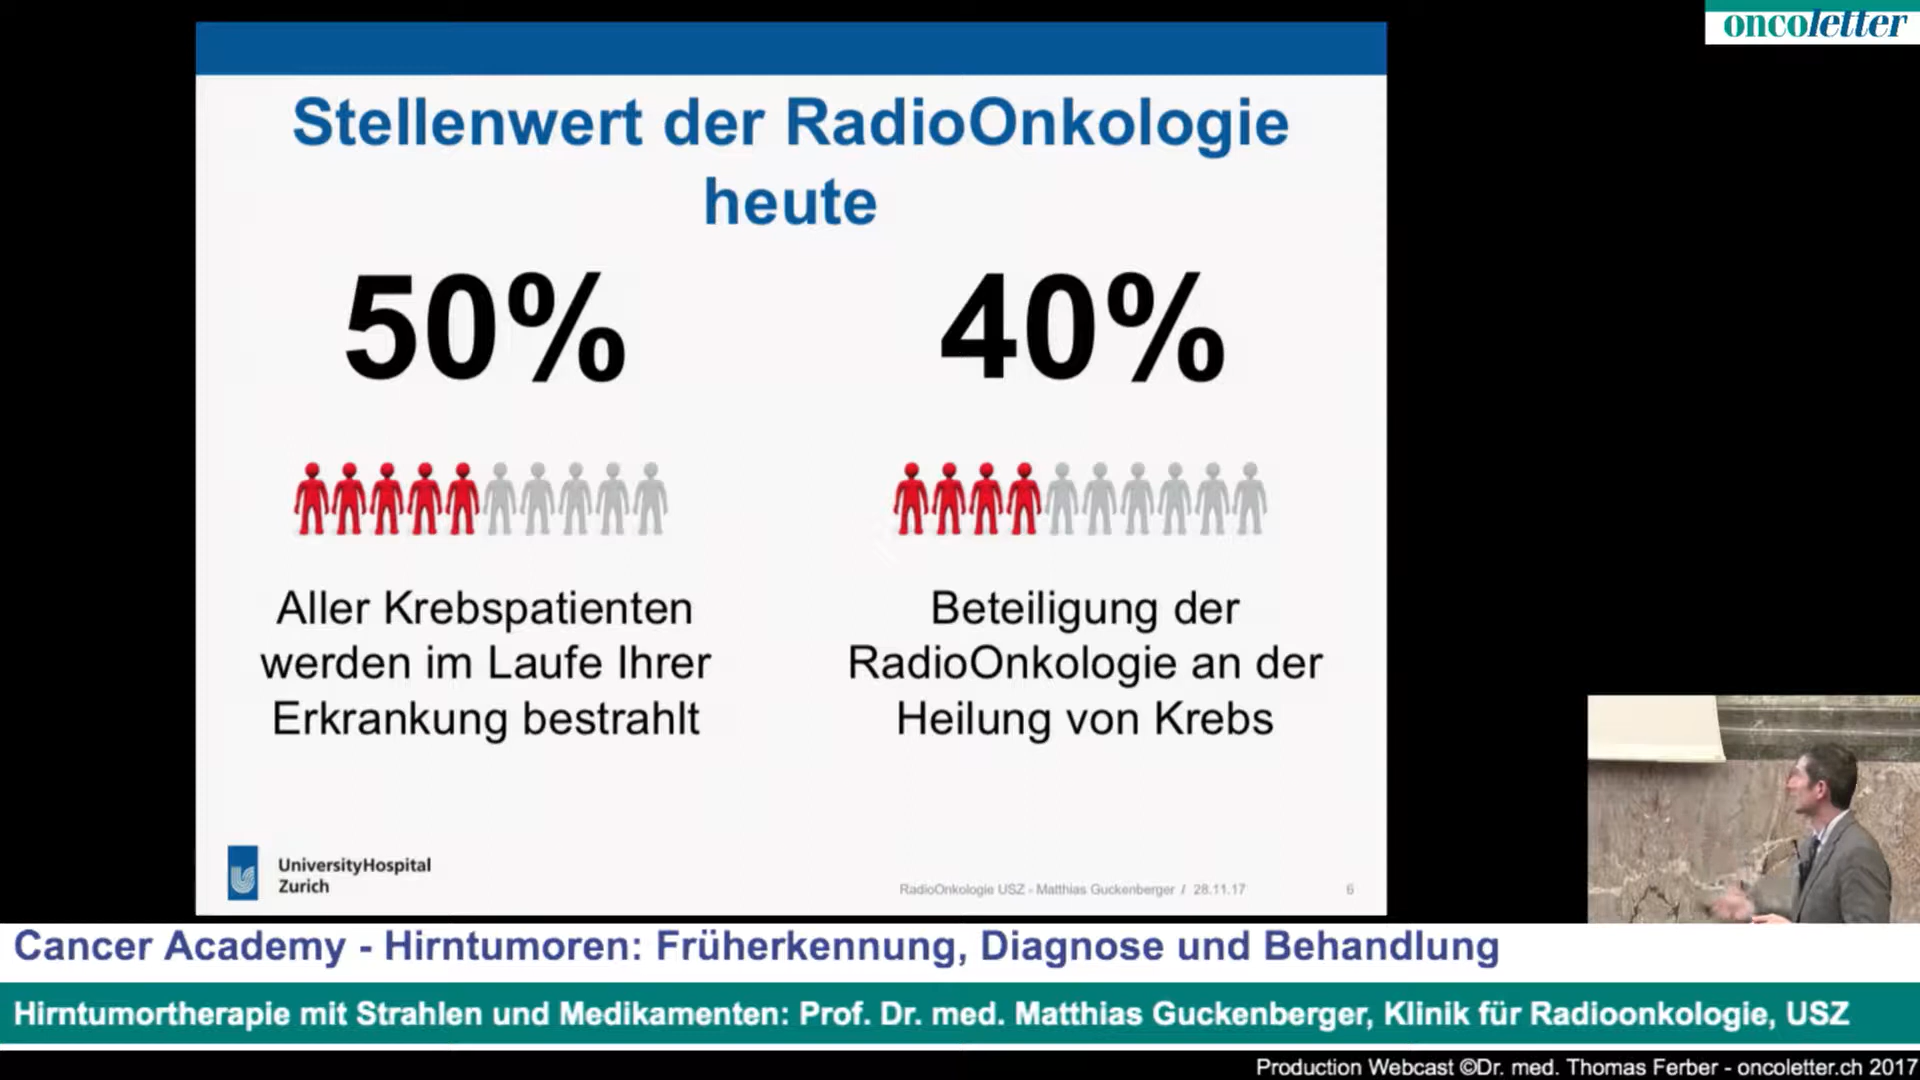 oncoletter
Stellenwert der RadioOnkologie
heute
50%
Aller Krebspatienten
werden im Laufe Ihrer
Erkrankung bestrahlt
40%
Beteiligung der
RadioOnkologie an der
Heilung von Krebs
UniversityHospital
Zurich
RadioOnkologie USZ - Matthias Guckenberger / 28.11.17
6
Cancer Academy - Hirntumoren: Früherkennung, Diagnose und Behandlung
Hirntumortherapie mit Strahlen und Medikamenten: Prof. Dr. med. Matthias Guckenberger, Klinik für Radioonkologie, USZ
Production Webcast ©Dr. med. Thomas Ferber - oncoletter.ch 2017